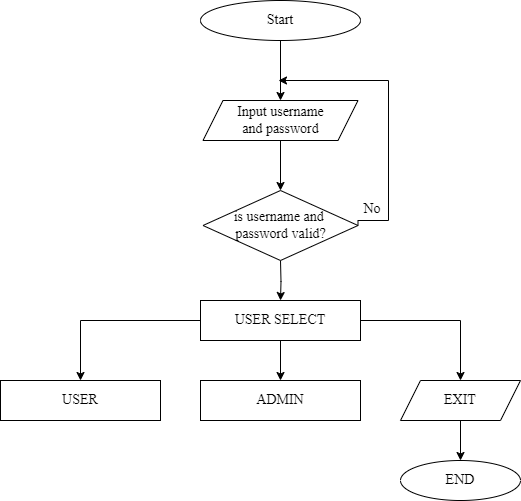 Start
Input username
and password
No
is username and
password valid?
USER SELECT
USER
ADMIN
EXIT
END